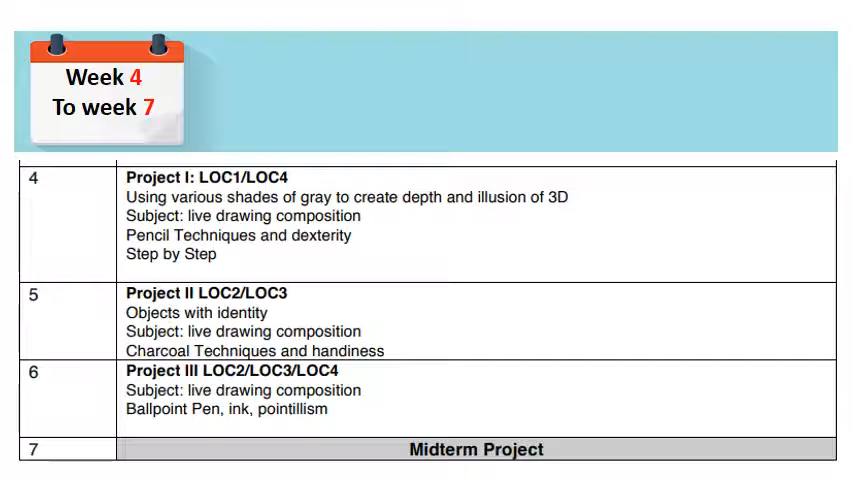 Week 4
To week 7
4
Project I: LOC1/LOC4
Using various shades of gray to create depth and illusion of 3D
Subject: live drawing composition
Pencil Techniques and dexterity
Step by Step
5
Project II LOC2/LOC3
Objects with identity
Subject: live drawing composition
Charcoal Techniques and handiness
6
Project III LOC2/LOC3/LOC4
Subject: live drawing composition
Ballpoint Pen, ink, pointillism
7
Midterm Project